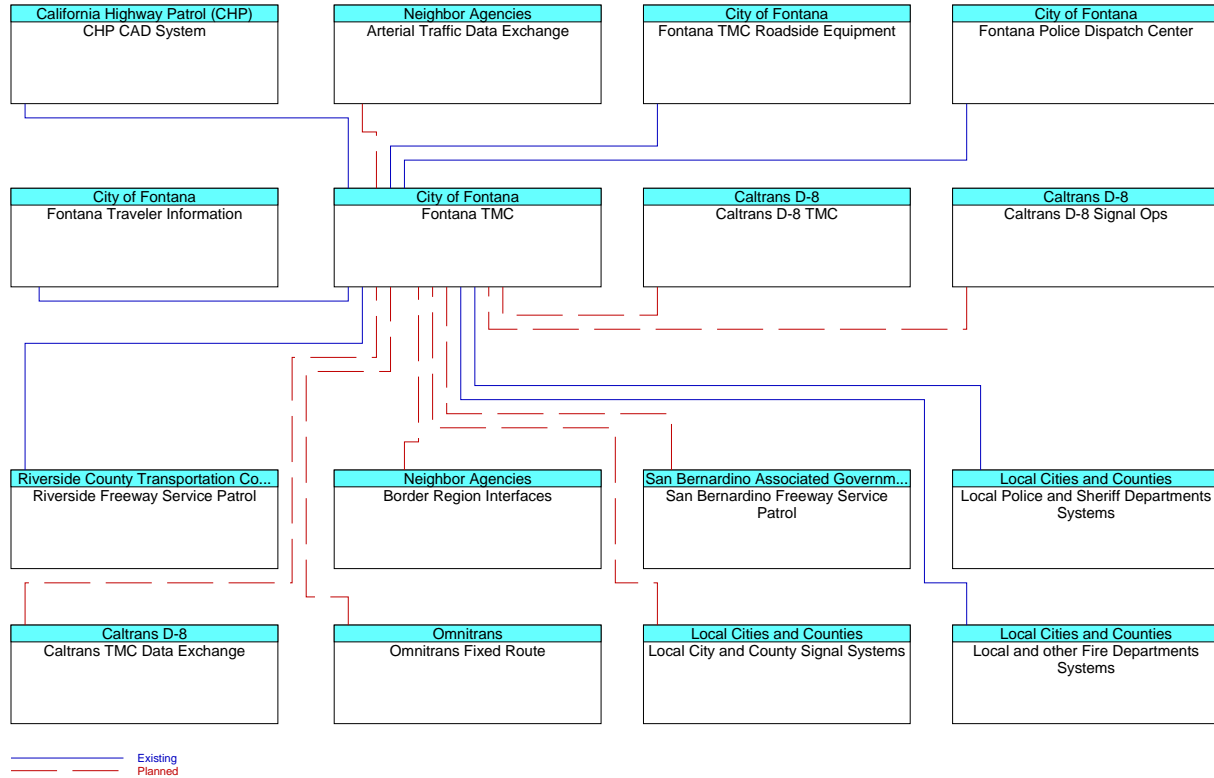 California Highway Patrol (CHP)
CHP CAD System
Neighbor Agencies
Arterial Traffic Data Exchange
City of Fontana
Fontana TMC Roadside Equipment
City of Fontana
Fontana Police Dispatch Center
City of Fontana
Fontana Traveler Information
City of Fontana
Fontana TMC
Caltrans D-8
Caltrans D-8 TMC
Caltrans D-8
Caltrans D-8 Signal Ops
Riverside County Transportation Co...
Riverside Freeway Service Patrol
Neighbor Agencies
Border Region Interfaces
San Bernardino Associated Governm...
San Bernardino Freeway Service
Patrol
Local Cities and Counties
Local Police and Sheriff Departments
Systems
Caltrans D-8
Caltrans TMC Data Exchange
Omnitrans
Omnitrans Fixed Route
Local Cities and Counties
Local City and County Signal Systems
Local Cities and Counties
Local and other Fire Departments
Systems
Existing
Planned